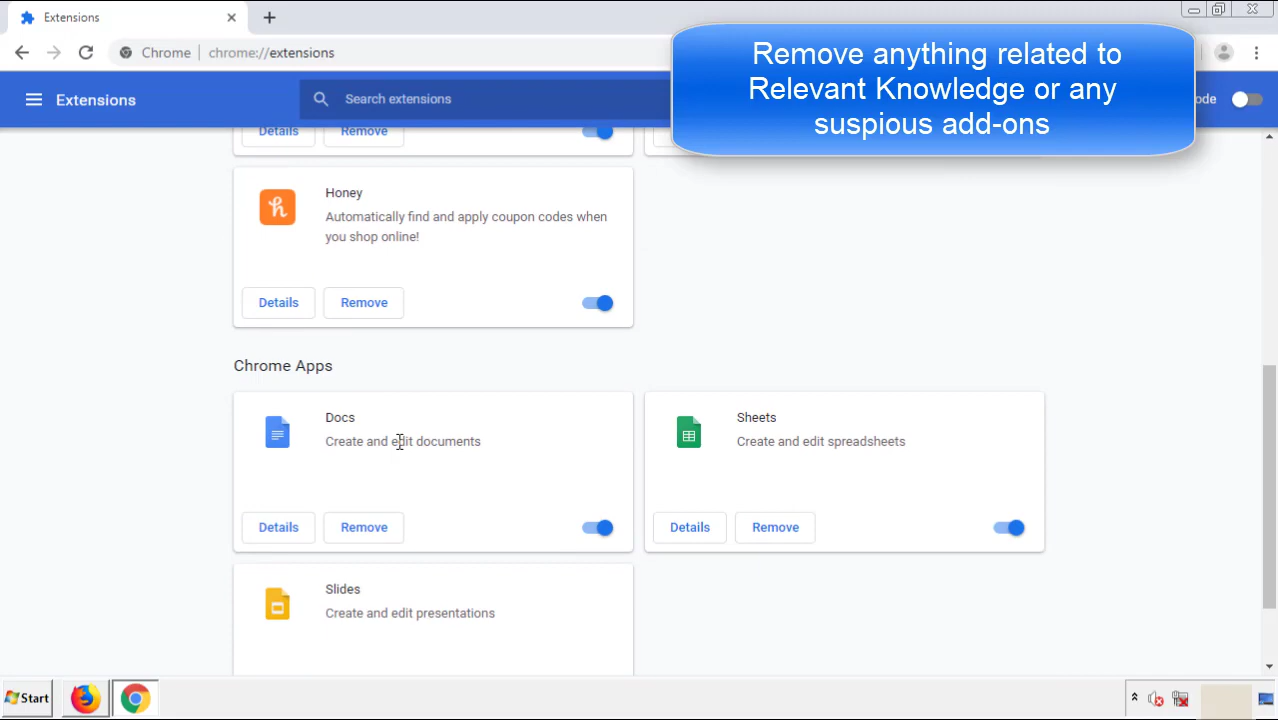 Extensions
Chrome
chrome://extensions
Remove anything related to
Relevant Knowledge or any
suspious add-ons
Extensions
Search extensions
ode
Details
Remove
Honey
Automatically find and apply coupon codes when
you shop online!
Details
Remove
Chrome Apps
Docs
Create and edit documents
Details
Remove
Sheets
Create and edit spreadsheets
Details
Remove
Slides
Create and edit presentations
Start